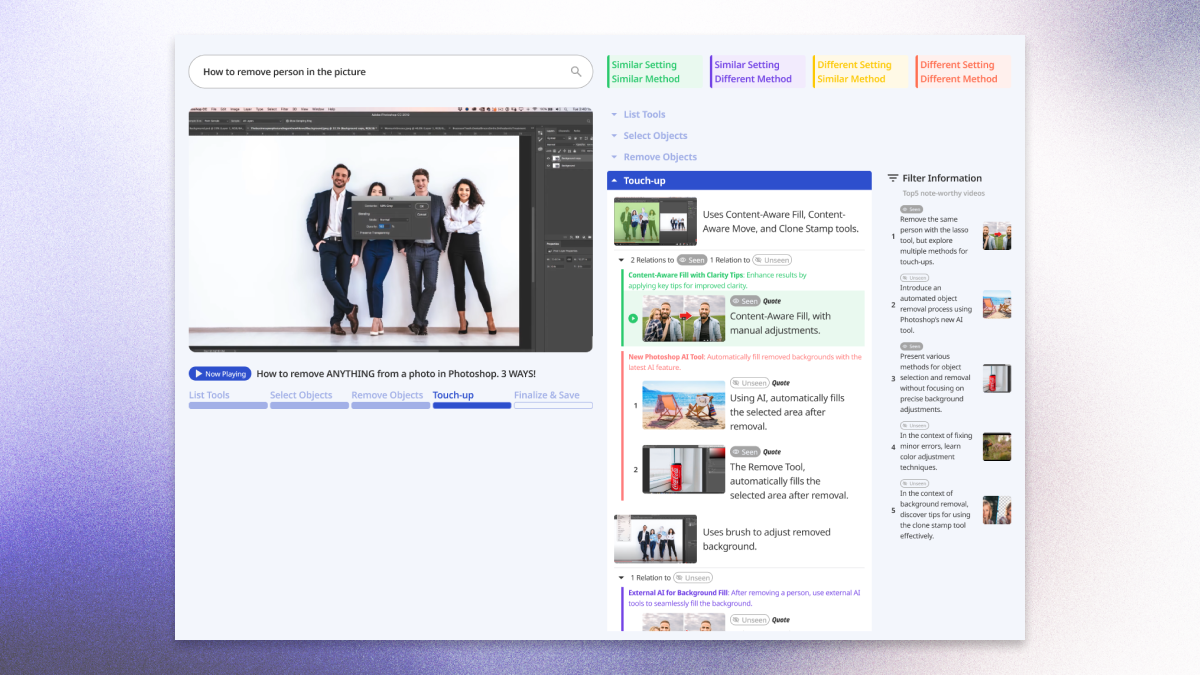 How to remove person in the picture
Similar Setting
Similar Method
Similar Setting
Different Method
Different Setting
Similar Method
Different Setting
Different Method
Now Playing
How to remove ANYTHING from a photo in Photoshop. 3 WAYS!
List Tools
Select Objects
Remove Objects
Touch-up
Finalize & Save
List Tools
Select Objects
Remove Objects
Touch-up
Uses Content-Aware Fill, Content-
Aware Move, and Clone Stamp tools.
2 Relations to Seen 1 Relation to Unseen
Content-Aware Fill with Clarity Tips: Enhance results by
applying key tips for improved clarity.
Seen Quote
Content-Aware Fill, with
manual adjustments.
New Photoshop AI Tool: Automatically fill removed backgrounds with the
latest AI feature.
1
Unseen Quote
Using AI, automatically fills
the selected area after
removal.
2
Seen Quote
The Remove Tool,
automatically fills the
selected area after removal.
Uses brush to adjust removed
background.
1 Relation to Unseen
External AI for Background Fill: After removing a person, use external AI
tools to seamlessly fill the background.
Unseen Quote
Filter Information
Top5 note-worthy videos
Seen
1
Remove the same
person with the lasso
tool, but explore
multiple methods for
touch-ups.
Unseen
2
Introduce an
automated object
removal process using
Photoshop's new AI
tool.
Seen
3
Present various
methods for object
selection and removal
without focusing on
precise background
adjustments.
Unseen
4
In the context of fixing
minor errors, learn
color adjustment
techniques.
Unseen
5
In the context of
background removal,
discover tips for using
the clone stamp tool
effectively.